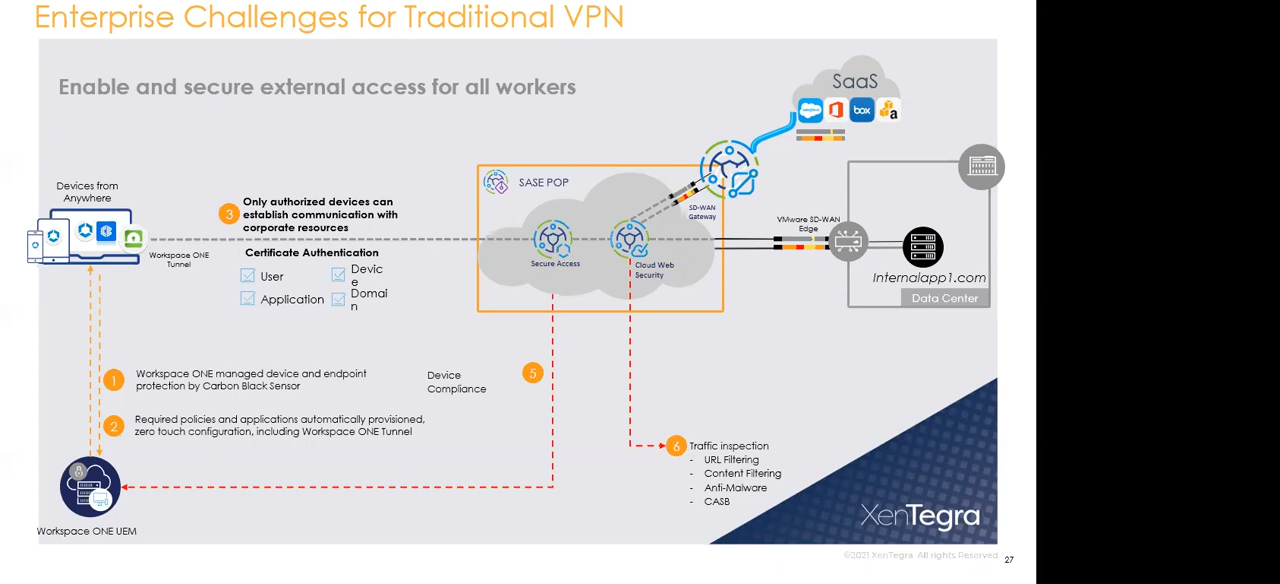 Enterprise Challenges for Traditional VPN
Enable and secure external access for all workers
SaaS
salesforce
box
a
Devices from
Anywhere
Workspace ONE
Tunnel
3
Only authorized devices can
establish communication with
corporate resources
Certificate Authentication
User
Devic
e
Application
Domai
n
SASE POP
Secure Access
Cloud Web
Security
SD-WAN
Gateway
VMware SD-WAN
Edge
Internalapp1.com
Data Center
1
Workspace ONE managed device and endpoint
protection by Carbon Black Sensor
2
Required policies and applications automatically provisioned,
zero touch configuration, including Workspace ONE Tunnel
Device
Compliance
5
6
Traffic inspection
- URL Filtering
- Content Filtering
- Anti-Malware
- CASB
Workspace ONE UEM
XenTegra
©2021 XenTegra. All rights Reserved.
27